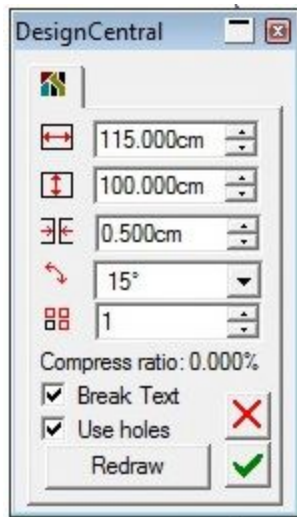 DesignCentral
115.000cm
100.000cm
0.500cm
15°
1
Compress ratio: 0.000%
Break Text
Use holes
Redraw